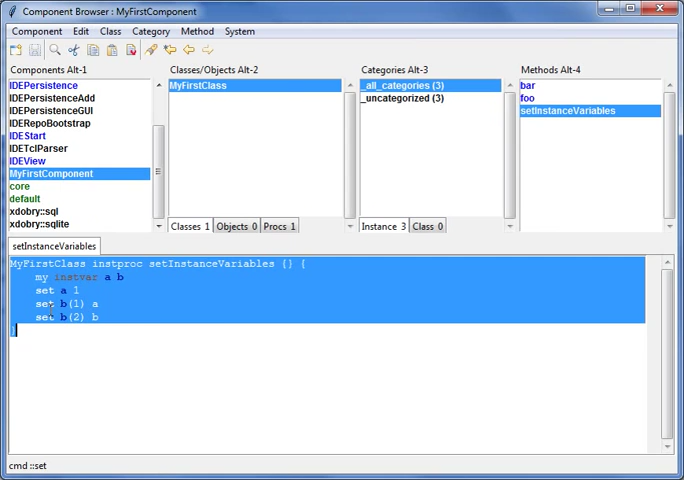 Component Browser : MyFirstComponent
Component Edit Class Category Method System
Components Alt-1
IDEPersistence
IDEPersistenceAdd
IDEPersistenceGUI
IDERepoBootstrap
IDEStart
IDETclParser
IDEView
MyFirstComponent
core
default
xdobry::sql
xdobry::sqlite
Classes/Objects Alt-2
MyFirstClass
Classes 1 Objects 0 Procs 1
Categories Alt-3
_all_categories (3)
_uncategorized (3)
Instance 3 Class 0
Methods Alt-4
bar
foo
setInstanceVariables
setInstanceVariables
MyFirstClass instproc setInstanceVariables {} {
my instvar a b
set a 1
set b(1) a
set b(2) b
}
cmd ::set